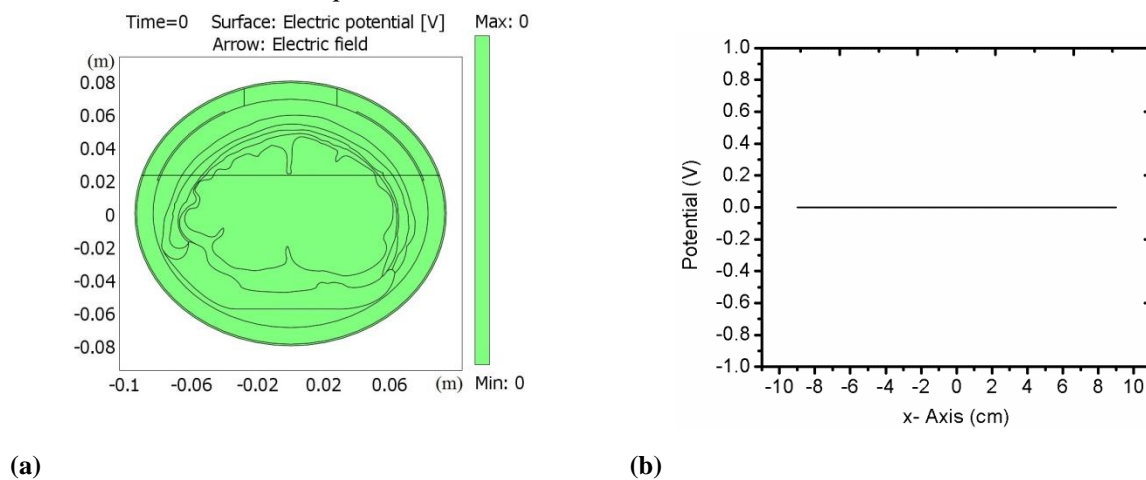 Time=0 Surface: Electric potential [V] Max: 0
Arrow: Electric field
(m)
0.08
0.06
0.04
0.02
0
-0.02
-0.04
-0.06
-0.08
-0.1 -0.06 -0.02 0.02 0.06 (m) Min: 0
1.0
0.8
0.6
0.4
0.2
0.0
-0.2
-0.4
-0.6
-0.8
-1.0
Potential (V)
-10 -8 -6 -4 -2 0 2 4 6 8 10
x- Axis (cm)
(a) (b)